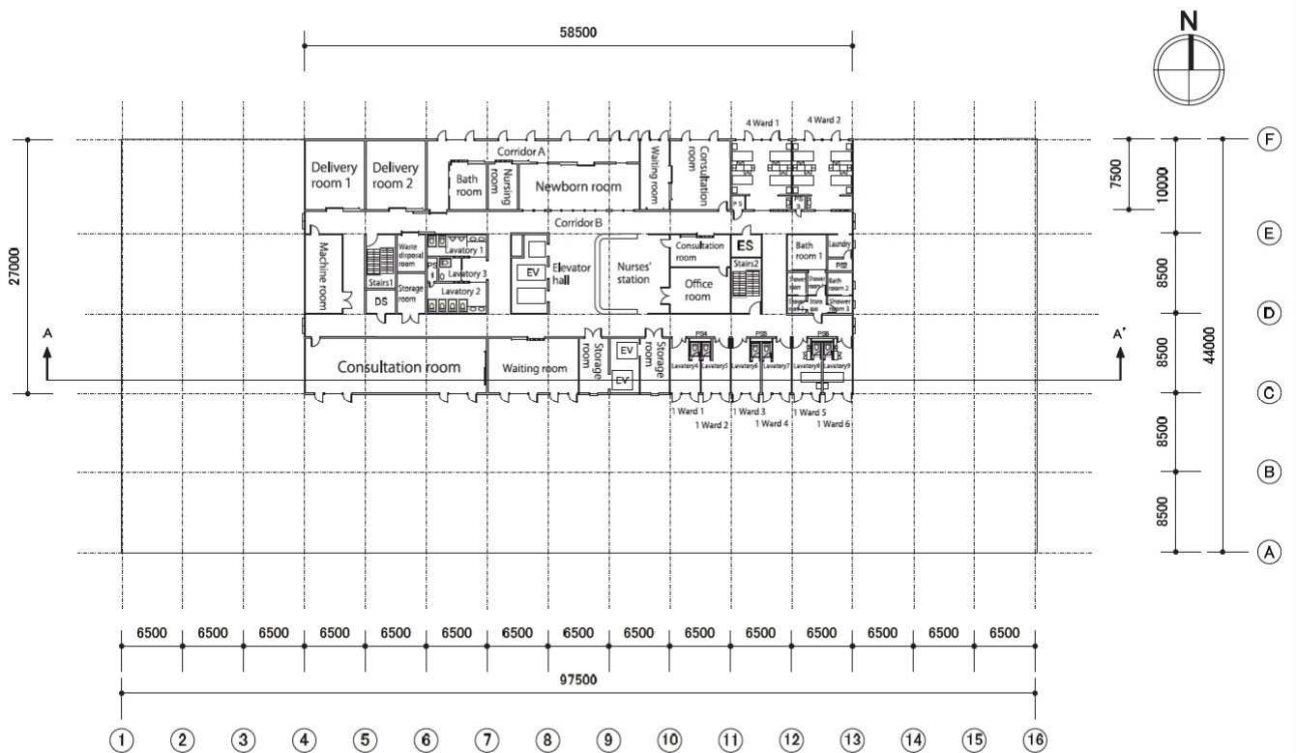 58500
N
4 Ward 1
4 Ward 2
F
Delivery
room 1
Delivery
room 2
Corridor A
Bath
room
Nursing
room
Newborn room
Waiting room
Consultation
room
PS
7500
10000
Corridor B
E
27000
Machine room
Stairs1
DS
Waste
disposal
room
Storage
room
PS
1
Lavatory 1
Lavatory 3
Lavatory 2
EV
Elevator
hall
Nurses'
station
Consultation
room
Office
room
ES
Stairs2
Bath
room 1
Laundry
PS2
Bath
room 2
Shower
room 3
8500
D
A
Consultation room
Waiting room
Storage
room
EV
EV
Storage
room
PS4
PS5
PS6
Lavatory4
Lavatory5
Lavatory6
Lavatory7
Lavatory8
Lavatory9
A'
8500
44000
C
1 Ward 1
1 Ward 2
1 Ward 3
1 Ward 4
1 Ward 5
1 Ward 6
8500
B
8500
A
6500 6500 6500 6500 6500 6500 6500 6500 6500 6500 6500 6500 6500 6500 6500
97500
1 2 3 4 5 6 7 8 9 10 11 12 13 14 15 16